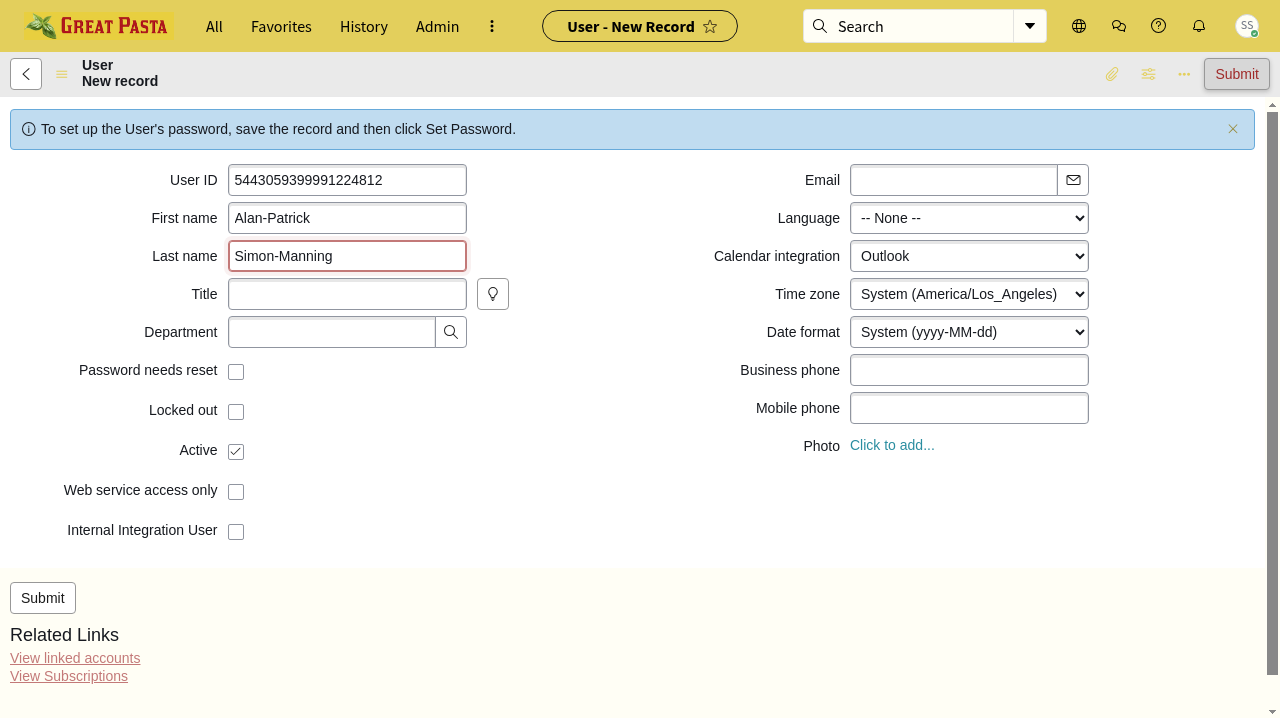 GREAT PASTA
All
Favorites
History
Admin
User - New Record
Search
SS
User
New record
Submit
To set up the User's password, save the record and then click Set Password.
User ID
5443059399991224812
First name
Alan-Patrick
Last name
Simon-Manning
Title
Department
Password needs reset
Locked out
Active
Web service access only
Internal Integration User
Email
Language
-- None --
Calendar integration
Outlook
Time zone
System (America/Los_Angeles)
Date format
System (yyyy-MM-dd)
Business phone
Mobile phone
Photo
Click to add...
Submit
Related Links
View linked accounts
View Subscriptions